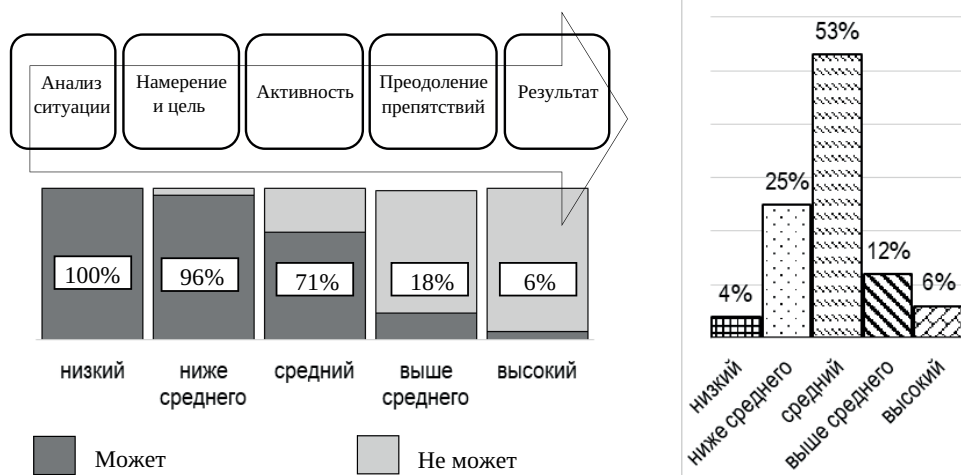 Анализ
ситуации
Намерение
и цель
Активность
Преодоление
препятствий
Результат
100%
96%
71%
18%
6%
низкий
ниже
среднего
средний
выше
среднего
высокий
Может
Не может
4%
25%
53%
12%
6%
низкий
ниже среднего
средний
выше среднего
высокий